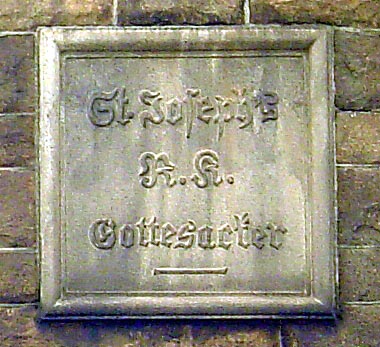 St. Joseph's
R. K.
Gottesacker